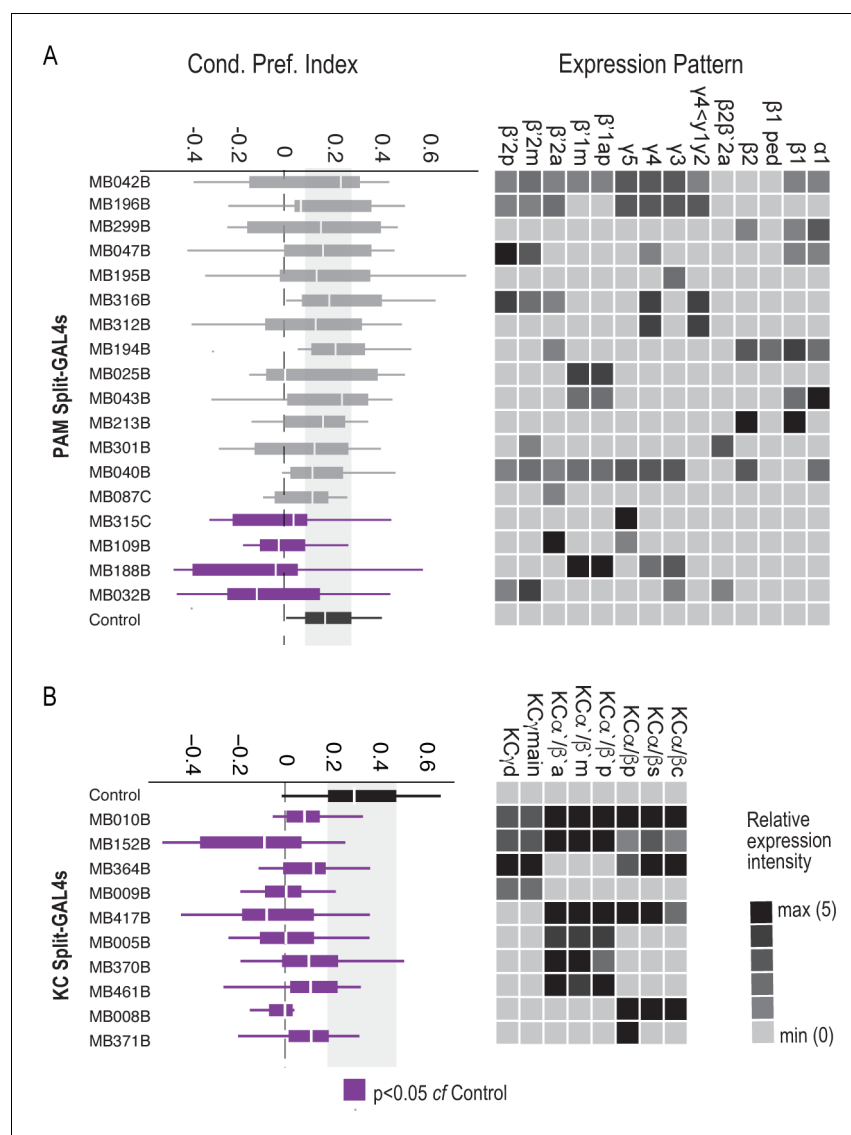 A
Cond. Pref. Index
Expression Pattern
-0.4
-0.2
0
0.2
0.4
0.6
β'2p
β'2m
β'2a
β'1m
β'1ap
γ5
γ4
γ3
γ4<γ1γ2
β2β`2a
β2
β1 ped
β1
α1
PAM Split-GAL4s
MB042B
MB196B
MB299B
MB047B
MB195B
MB316B
MB312B
MB194B
MB025B
MB043B
MB213B
MB301B
MB040B
MB087C
MB315C
MB109B
MB188B
MB032B
Control
B
-0.4
-0.2
0
0.2
0.4
0.6
KCγd
KCγmain
KCα`/β`a
KCα`/β`m
KCα`/β`p
KCα/βp
KCα/βs
KCα/βc
KC Split-GAL4s
Control
MB010B
MB152B
MB364B
MB009B
MB417B
MB005B
MB370B
MB461B
MB008B
MB371B
Relative
expression
intensity
max (5)
min (0)
p<0.05 cf Control